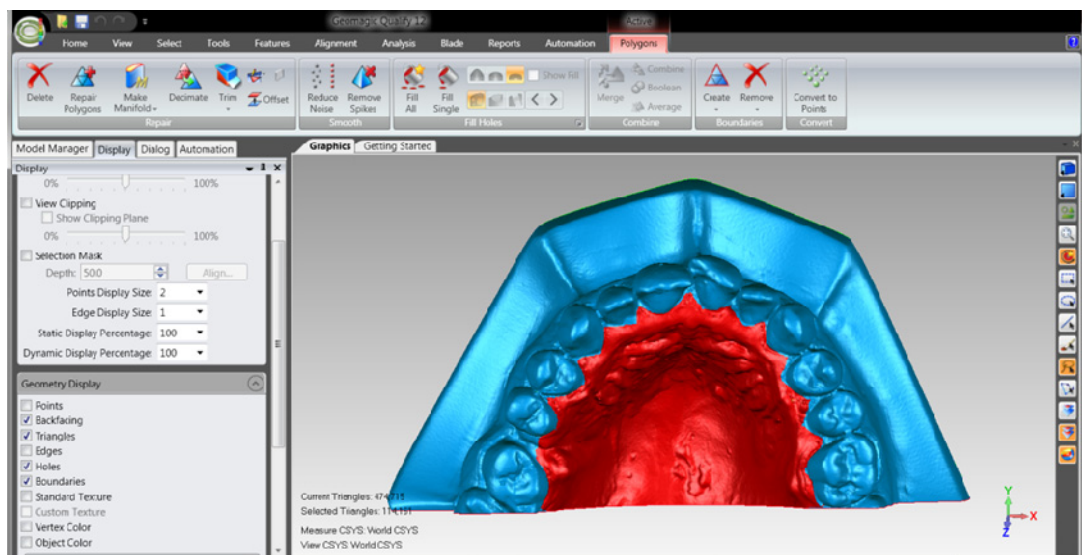 Geomagic Qualify 12
Active
Home View Select Tools Features Alignment Analysis Blade Reports Automation Polygons
Delete
Repair Polygons
Make Manifold
Decimate
Trim
Offset
Repair
Reduce Noise
Remove Spikes
Smooth
Fill All
Fill Single
Show fill
Fill Holes
Merge
Combine
Boolean
Average
Combine
Create
Remove
Boundaries
Convert to Points
Convert
Model Manager Display Dialog Automation
Graphics Getting Started
Display
0% 100%
View Clipping
Show Clipping Plane
0% 100%
Selection Mask
Depth: 500 Align...
Points Display Size: 2
Edge Display Size: 1
Static Display Percentage: 100
Dynamic Display Percentage: 100
Geometry Display
Points
Backfacing
Triangles
Edges
Holes
Boundaries
Standard Texture
Custom Texture
Vertex Color
Object Color
Current Triangles:
Selected Triangles:
Measure CSYS: World CSYS
View CSYS: World CSYS
Y
X
Z